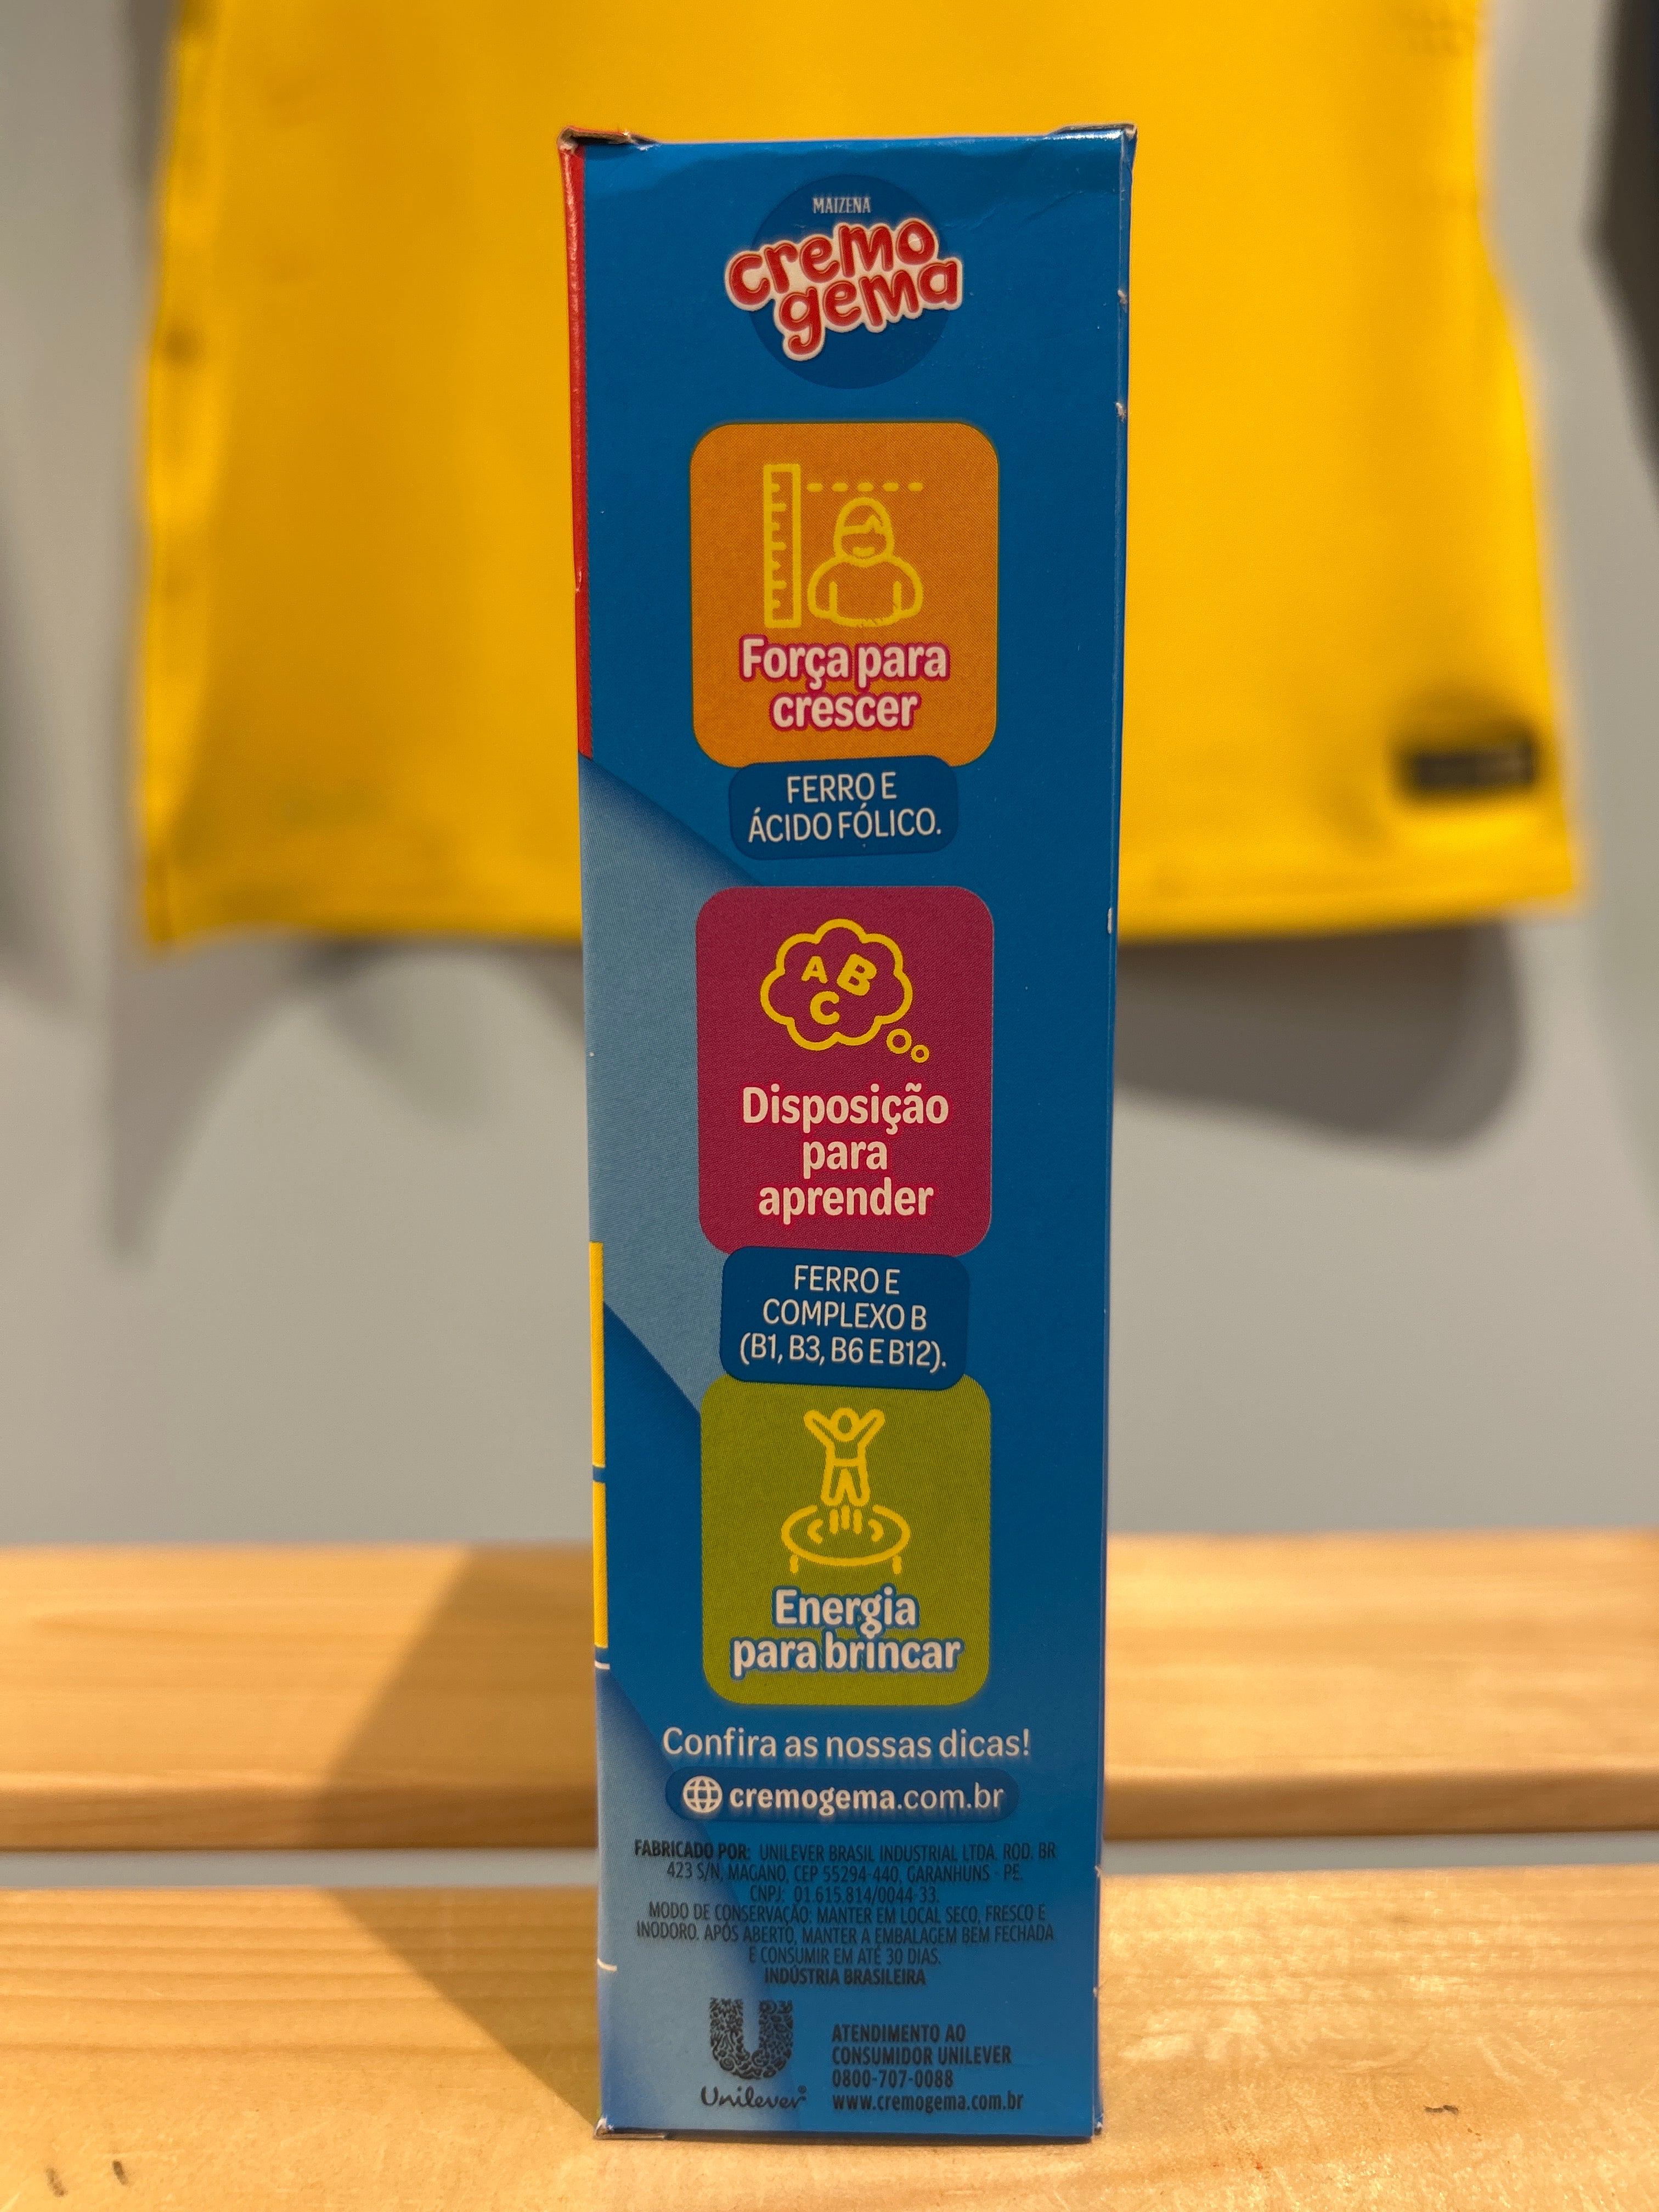 MAIZENA
cremo
gema
Força para
crescer
FERRO E
ÁCIDO FÓLICO.
A B
C
Disposição
para
aprender
FERRO E
COMPLEXO B
(B1, B3, B6 E B12).
Energia
para brincar
Confira as nossas dicas!
cremogema.com.br
FABRICADO POR: UNILEVER BRASIL INDUSTRIAL LTDA. ROD. BR
423 S/N, MAGANO, CEP 55294-440, GARANHUNS - PE.
CNPJ: 01.615.814/0044-33.
MODO DE CONSERVAÇÃO: MANTER EM LOCAL SECO, FRESCO E
INODORO. APÓS ABERTO, MANTER A EMBALAGEM BEM FECHADA
E CONSUMIR EM ATÉ 30 DIAS.
INDÚSTRIA BRASILEIRA
Unilever
ATENDIMENTO AO
CONSUMIDOR UNILEVER
0800-707-0088
www.cremogema.com.br